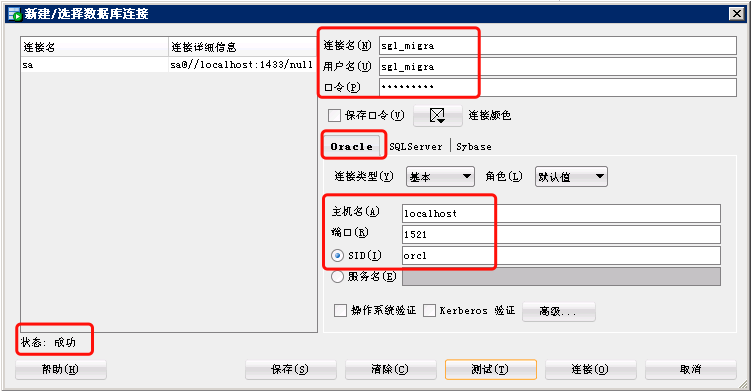 新建/选择数据库连接
连接名 连接详细信息
sa sa@//localhost:1433/null
连接名(N) sgl_migra
用户名(U) sgl_migra
口令(P) *********
保存口令(V) 连接颜色
Oracle SQLServer Sybase
连接类型(Y) 基本 角色(L) 默认值
主机名(A) localhost
端口(R) 1521
SID(I) orcl
服务名(E)
操作系统验证 Kerberos 验证 高级...
状态: 成功
帮助(H) 保存(S) 清除(C) 测试(T) 连接(O) 取消